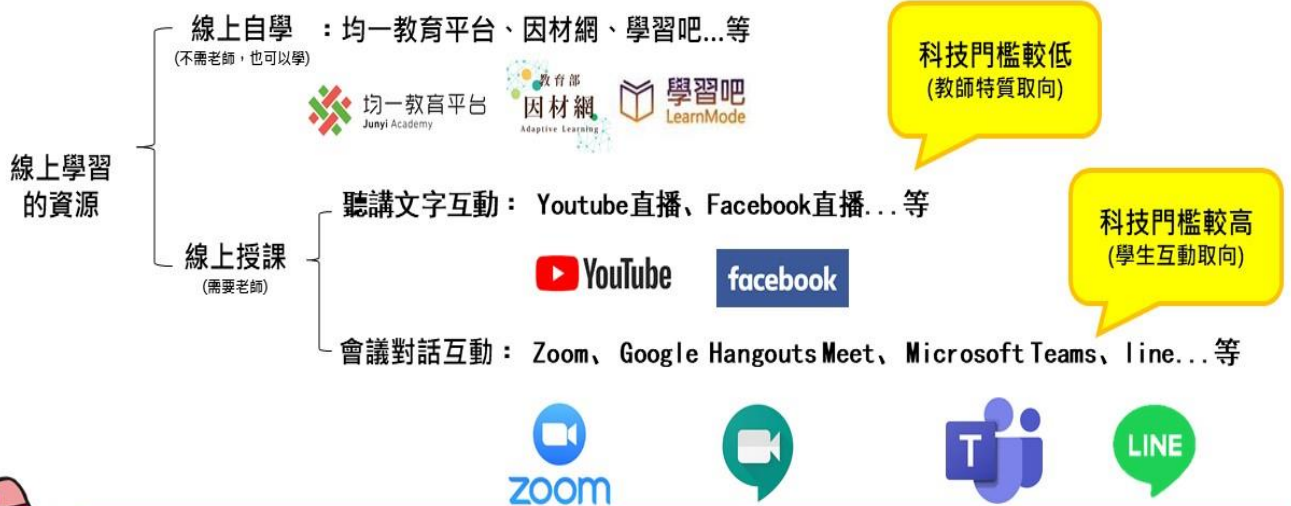 線上自學 ：均一教育平台、因材網、學習吧...等
(不需老師，也可以學)
科技門檻較低
(教師特質取向)
均一教育平台
Junyi Academy
教育部
因材網
Adaptive Learning
學習吧
LearnMode
線上學習
的資源
聽講文字互動： Youtube直播、Facebook直播...等
科技門檻較高
(學生互動取向)
線上授課
(需要老師)
YouTube
facebook
會議對話互動： Zoom、Google Hangouts Meet、Microsoft Teams、line...等
zoom
T
LINE